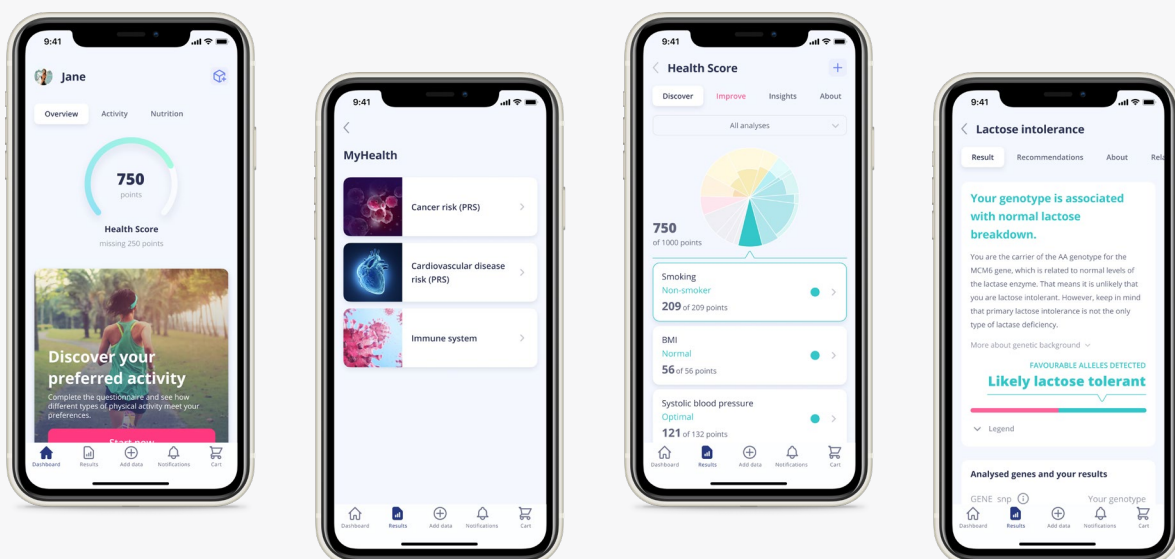 9:41
Jane
Overview
Activity
Nutrition
750
points
Health Score
missing 250 points
Discover your
preferred activity
Complete the questionnaire and see how
different types of physical activity meet your
preferences.
Start now
Dashboard
Results
Add data
Notifications
Cart
9:41
MyHealth
Cancer risk (PRS)
Cardiovascular disease
risk (PRS)
Immune system
Dashboard
Results
Add data
Notifications
Cart
9:41
Health Score
Discover
Improve
Insights
About
All analyses
750
of 1000 points
Smoking
Non-smoker
209 of 209 points
BMI
Normal
56 of 56 points
Systolic blood pressure
Optimal
121 of 132 points
Dashboard
Results
Add data
Notifications
Cart
9:41
Lactose intolerance
Result
Recommendations
About
Rela
Your genotype is associated
with normal lactose
breakdown.
You are the carrier of the AA genotype for the
MCM6 gene, which is related to normal levels of
the lactase enzyme. That means it is unlikely that
you are lactose intolerant. However, keep in mind
that primary lactose intolerance is not the only
type of lactase deficiency.
More about genetic background
FAVOURABLE ALLELES DETECTED
Likely lactose tolerant
Legend
Analysed genes and your results
GENE snp
Your genotype
Dashboard
Results
Add data
Notifications
Cart